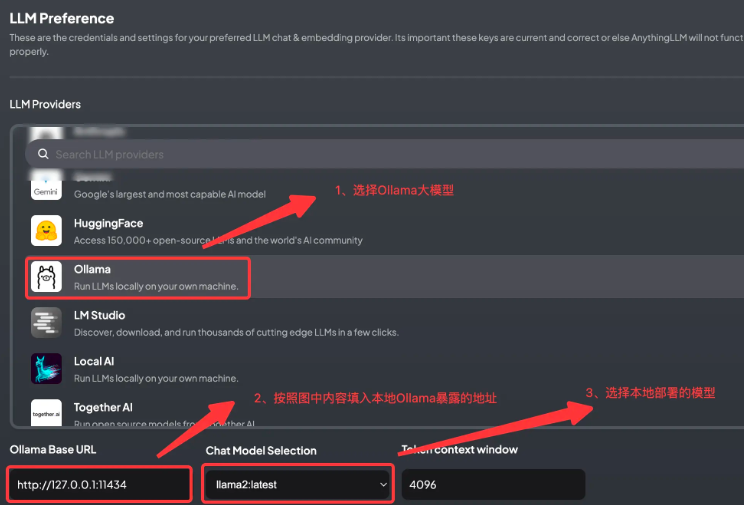 LLM Preference
These are the credentials and settings for your preferred LLM chat & embedding provider. Its important these keys are current and correct or else AnythingLLM will not funct
properly.
LLM Providers
Search LLM providers
Gemini
Google's largest and most capable AI model
1、选择Ollama大模型
HuggingFace
Access 150,000+ open-source LLMs and the world's AI community
Ollama
Run LLMs locally on your own machine.
LM Studio
Discover, download, and run thousands of cutting edge LLMs in a few clicks.
Local AI
Run LLMs locally on your own machine.
3、选择本地部署的模型
2、按照图中内容填入本地Ollama暴露的地址
together.ai
Together AI
Run open source models from Together AI.
Ollama Base URL
Chat Model Selection
Token context window
http://127.0.0.1:11434
llama2:latest
4096